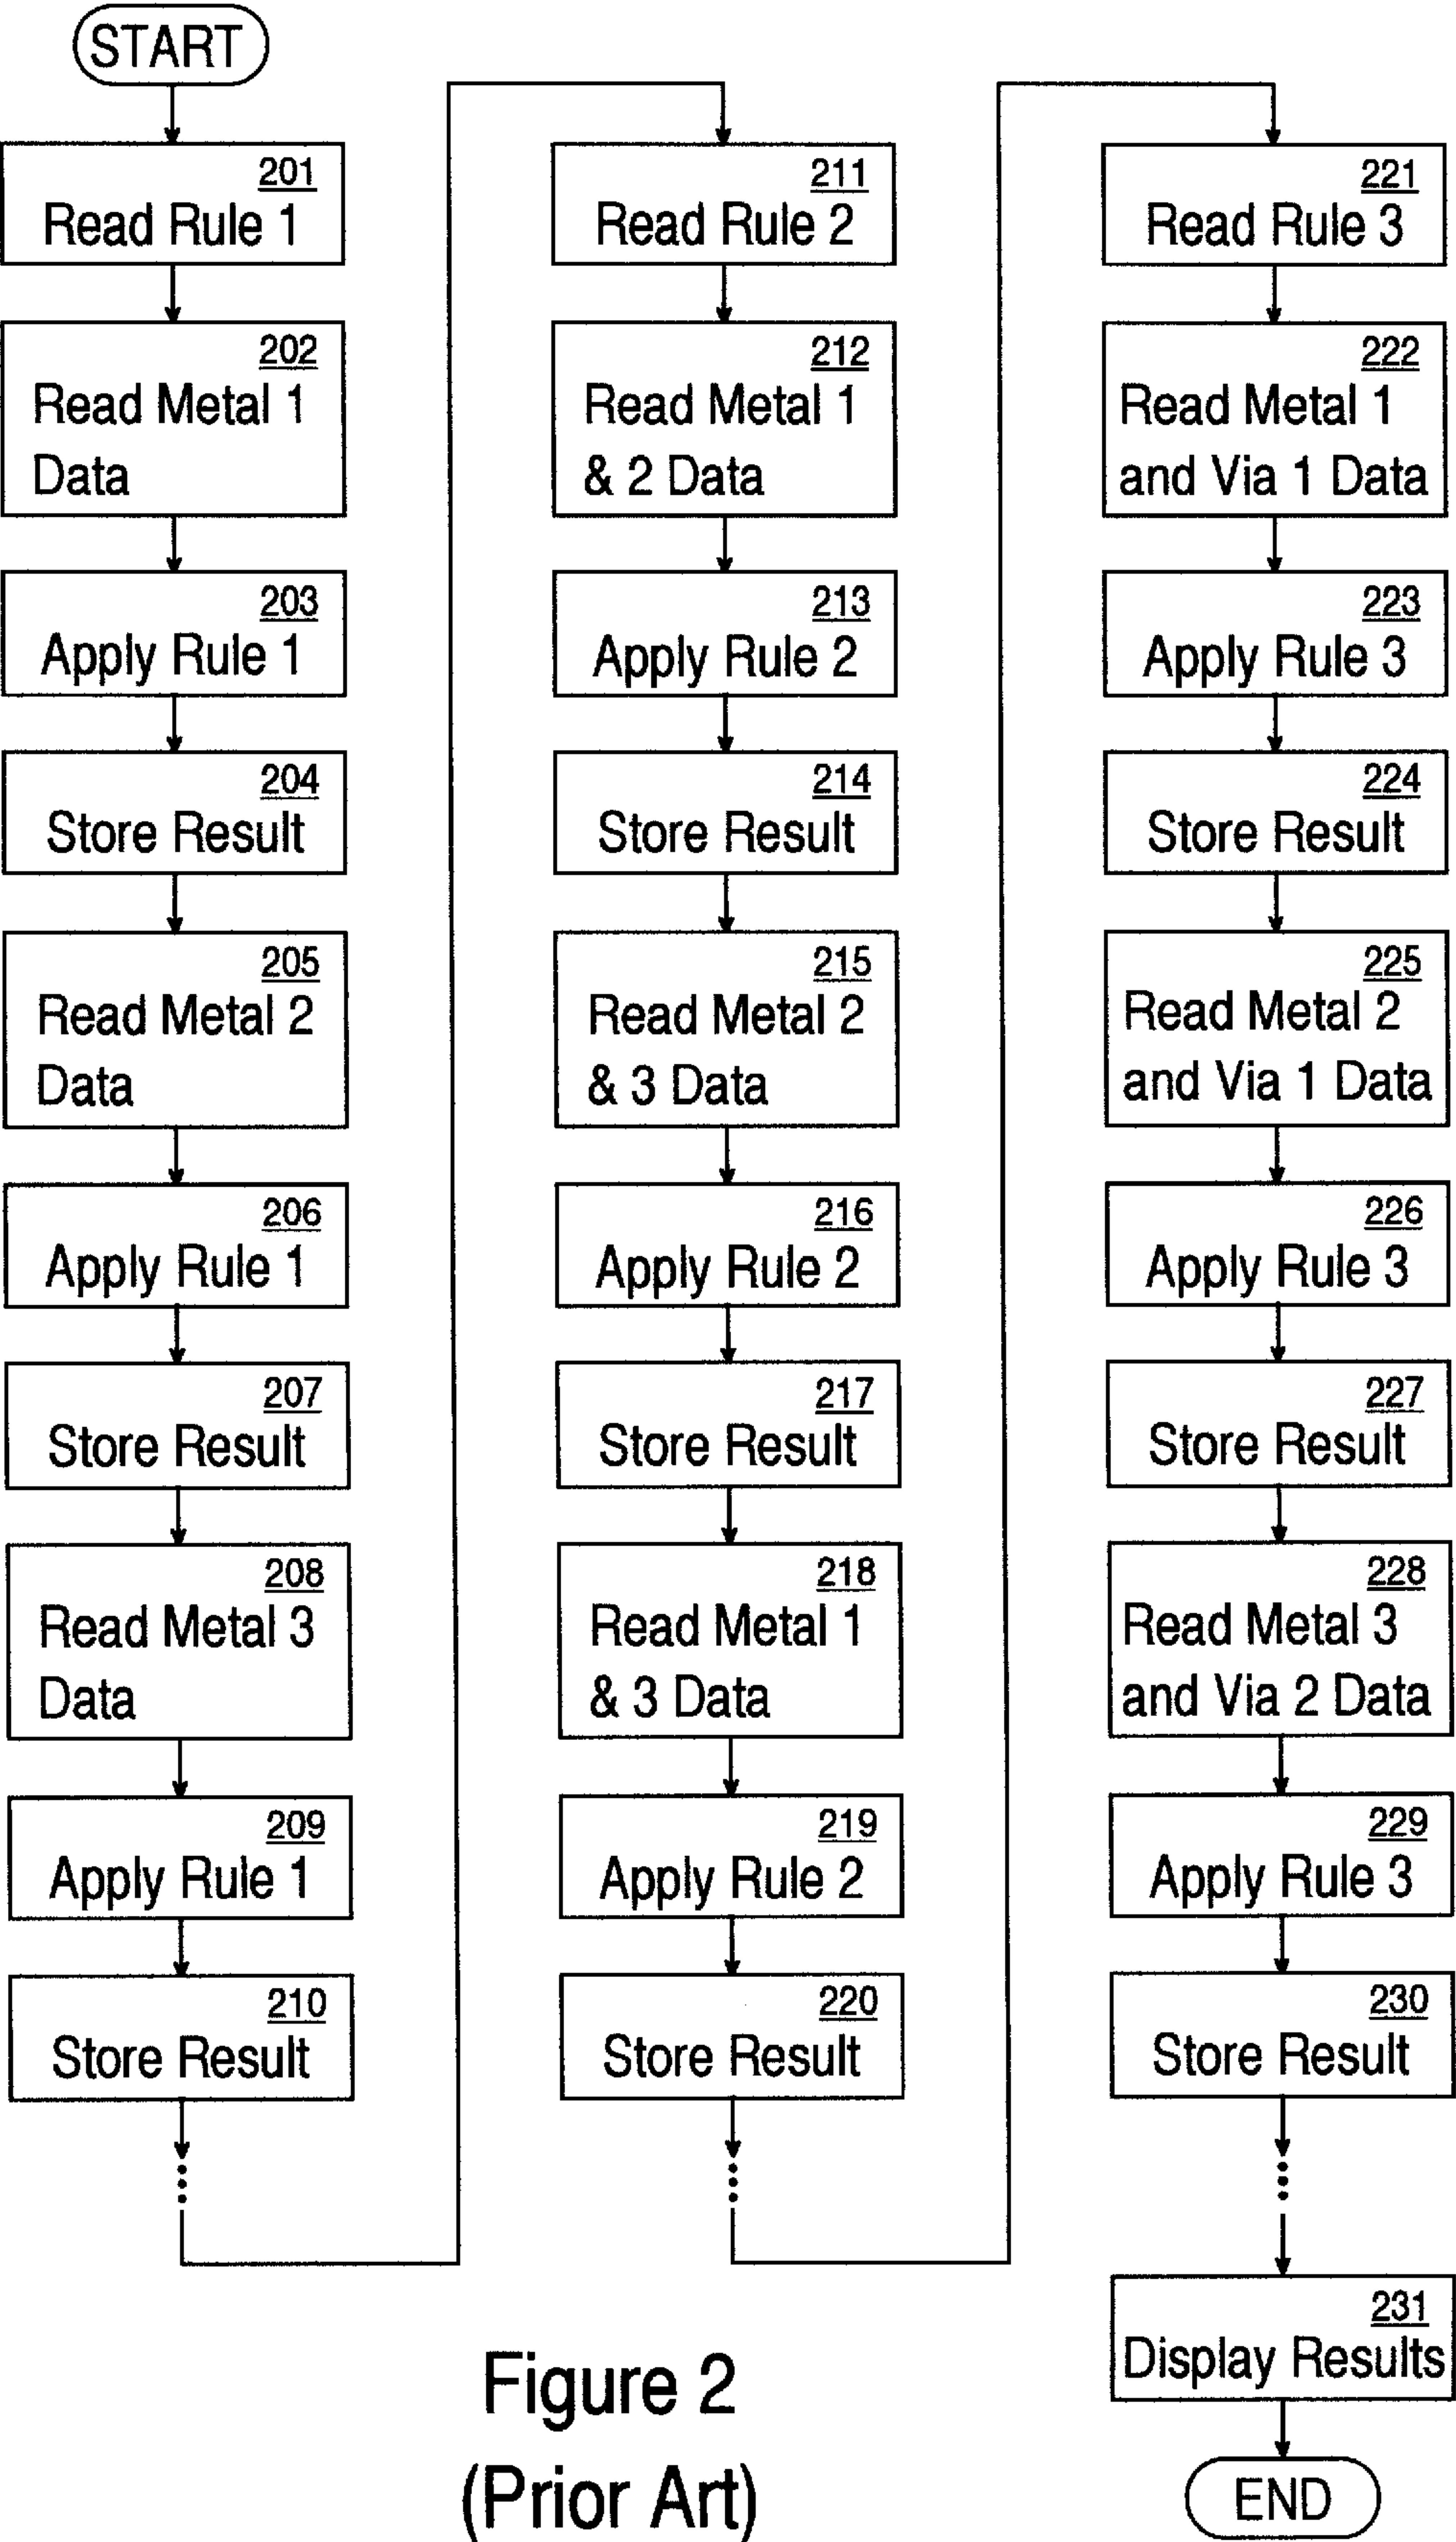 START
201
Read Rule 1
202
Read Metal 1
Data
203
Apply Rule 1
204
Store Result
205
Read Metal 2
Data
206
Apply Rule 1
207
Store Result
208
Read Metal 3
Data
209
Apply Rule 1
210
Store Result
211
Read Rule 2
212
Read Metal 1
& 2 Data
213
Apply Rule 2
214
Store Result
215
Read Metal 2
& 3 Data
216
Apply Rule 2
217
Store Result
218
Read Metal 1
& 3 Data
219
Apply Rule 2
220
Store Result
221
Read Rule 3
222
Read Metal 1
and Via 1 Data
223
Apply Rule 3
224
Store Result
225
Read Metal 2
and Via 1 Data
226
Apply Rule 3
227
Store Result
228
Read Metal 3
and Via 2 Data
229
Apply Rule 3
230
Store Result
231
Display Results
END
Figure 2
(Prior Art)